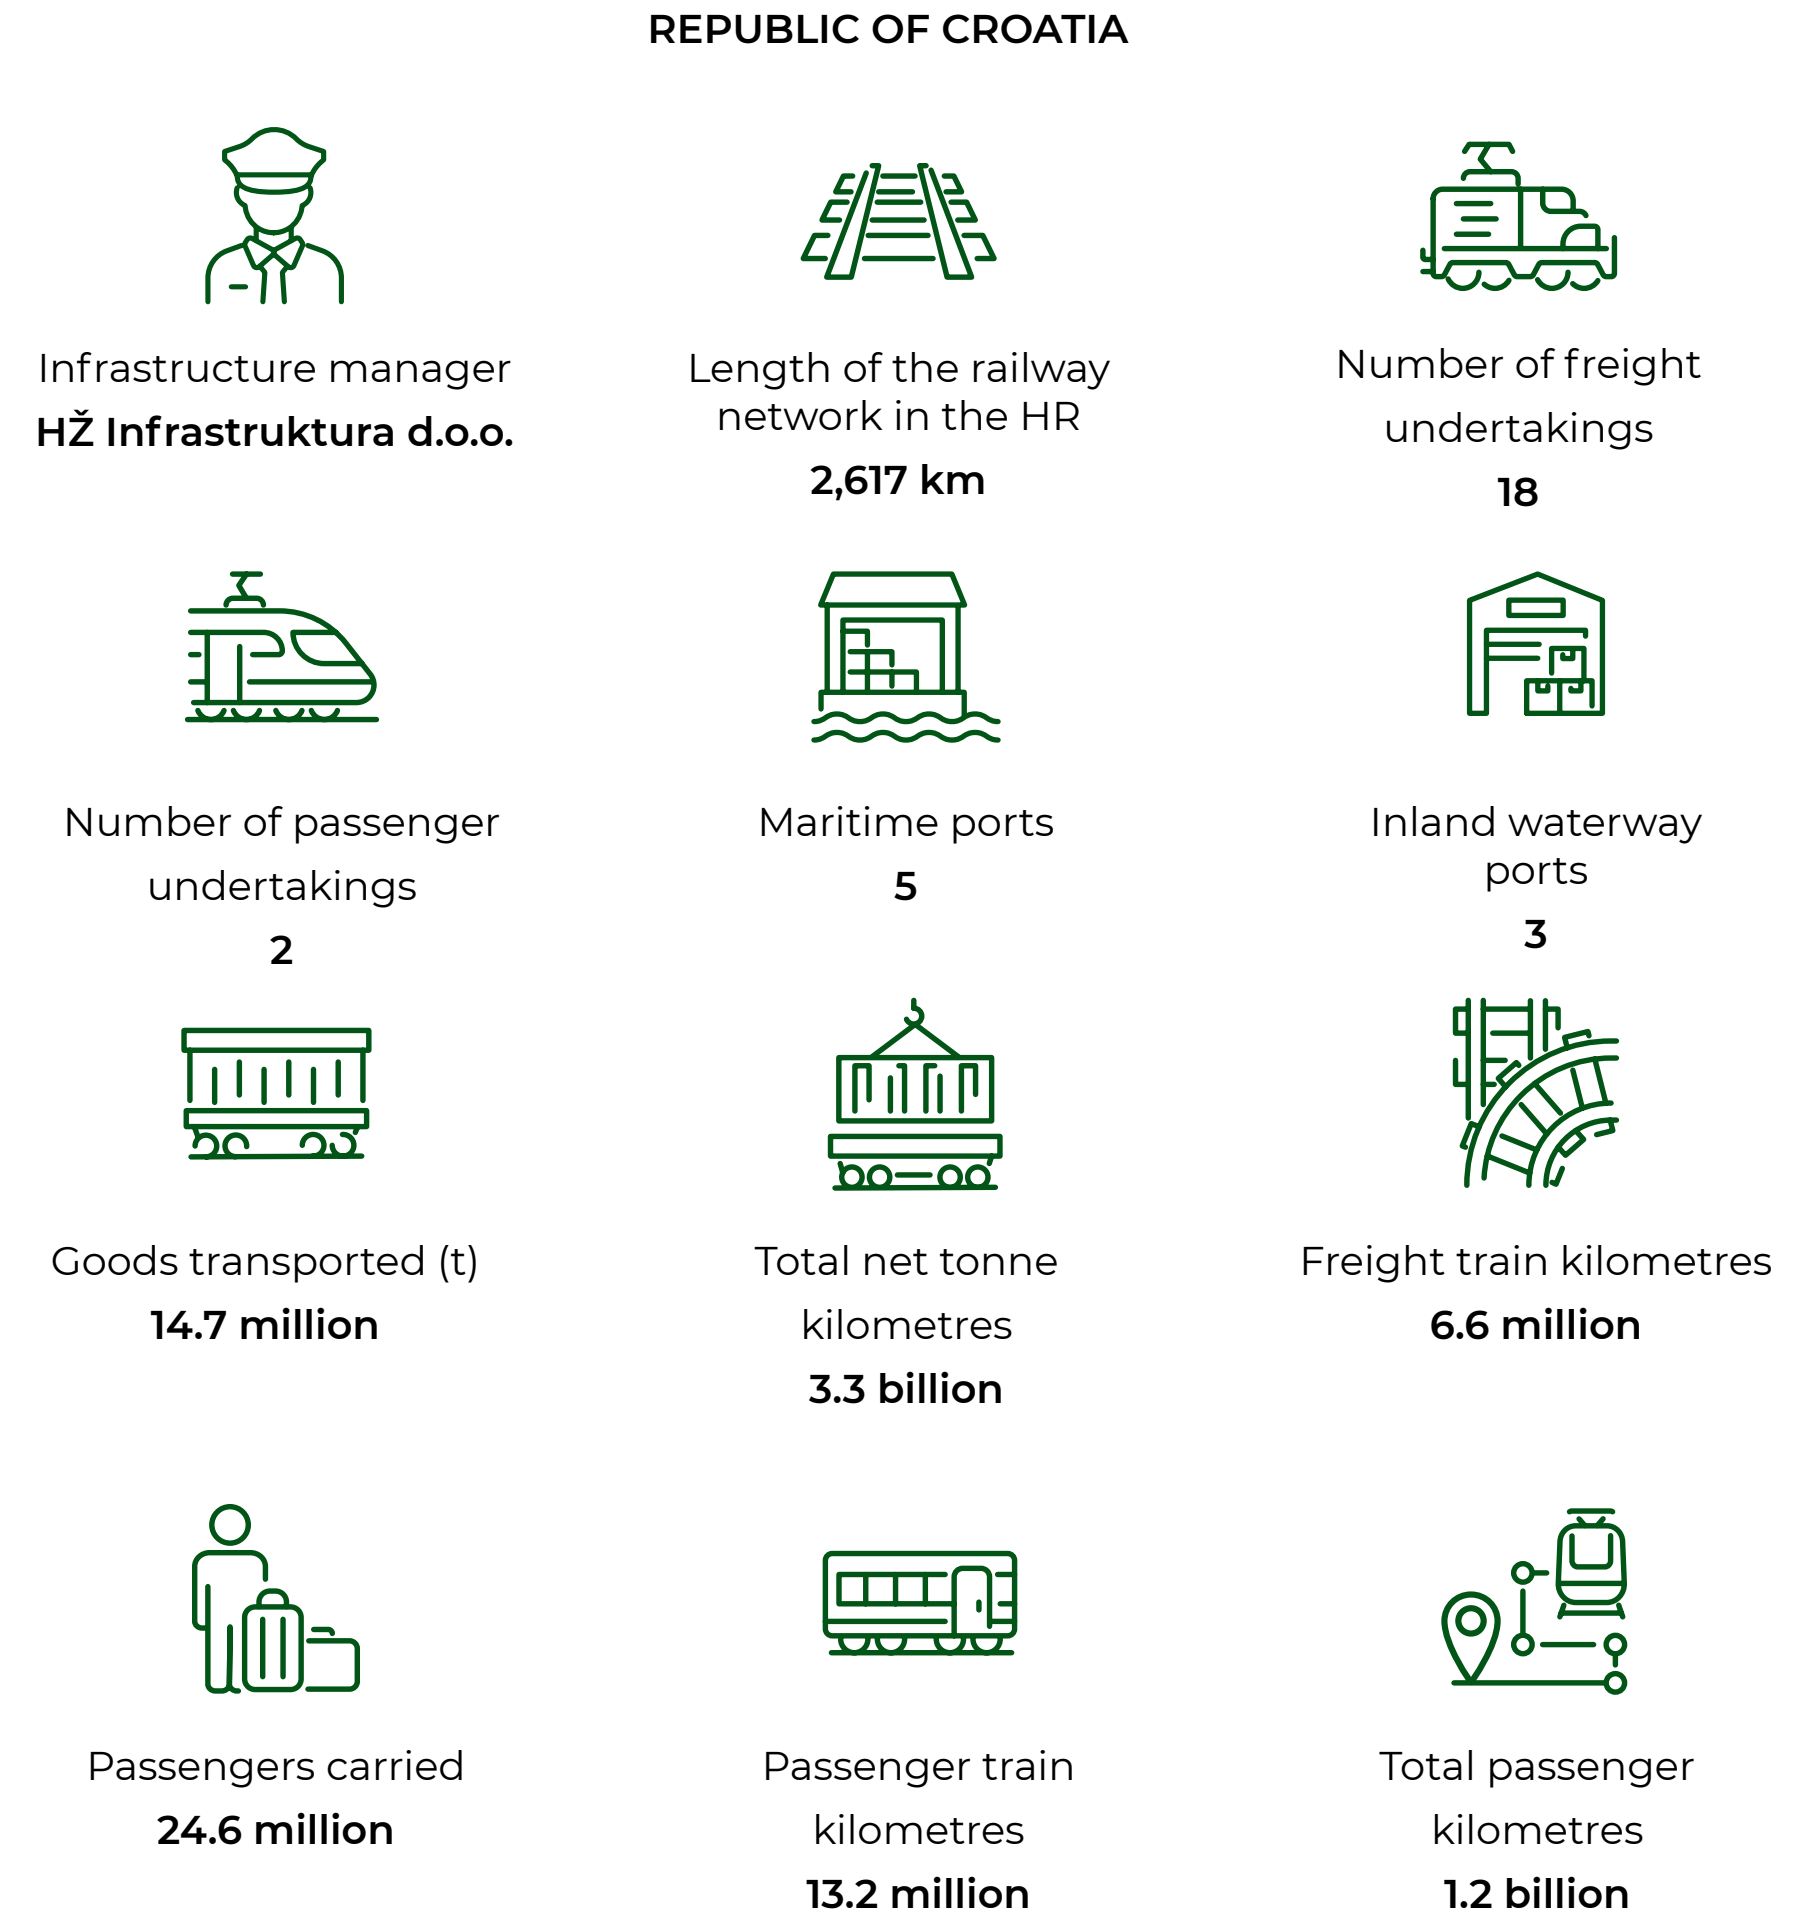 REPUBLIC OF CROATIA
Infrastructure manager
HŽ Infrastruktura d.o.o.
Length of the railway
network in the HR
2,617 km
Number of freight
undertakings
18
Number of passenger
undertakings
2
Maritime ports
5
Inland waterway
ports
3
Goods transported (t)
14.7 million
Total net tonne
kilometres
3.3 billion
Freight train kilometres
6.6 million
Passengers carried
24.6 million
Passenger train
kilometres
13.2 million
Total passenger
kilometres
1.2 billion